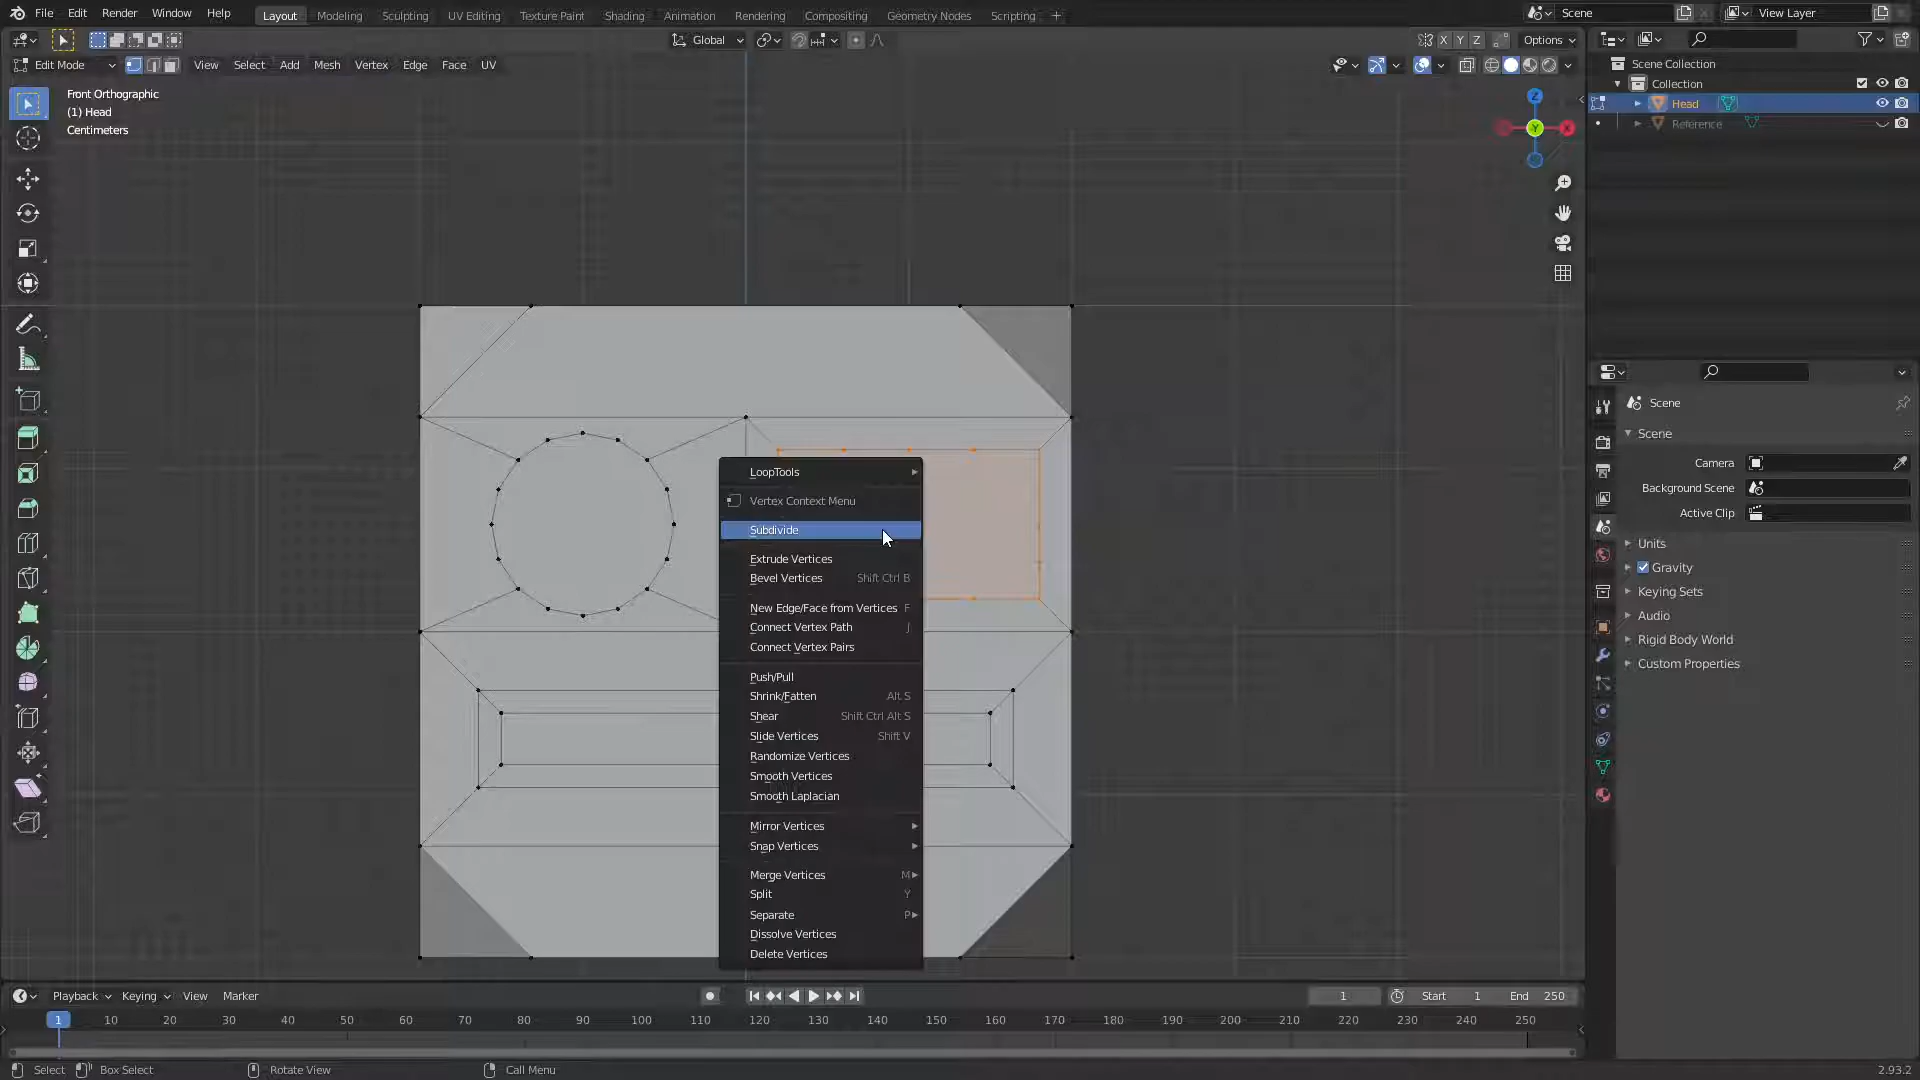 File Edit Render Window Help Layout Modeling Sculpting UV Editing Texture Paint Shading Animation Rendering Compositing Geometry Nodes Scripting Scene View Layer
Global X Y Z Options
Edit Mode View Select Add Mesh Vertex Edge Face UV
Front Orthographic
(1) Head
Centimeters
Z
Y
X
Scene Collection
Collection
Head
Reference
Scene
Scene
Camera
Background Scene
Active Clip
Units
Gravity
Keying Sets
Audio
Rigid Body World
Custom Properties
LoopTools
Vertex Context Menu
Subdivide
Extrude Vertices
Bevel Vertices Shift Ctrl B
New Edge/Face from Vertices F
Connect Vertex Path J
Connect Vertex Pairs
Push/Pull
Shrink/Fatten Alt S
Shear Shift Ctrl Alt S
Slide Vertices Shift V
Randomize Vertices
Smooth Vertices
Smooth Laplacian
Mirror Vertices
Snap Vertices
Merge Vertices M
Split Y
Separate P
Dissolve Vertices
Delete Vertices
Playback Keying View Marker 1 Start 1 End 250
1 10 20 30 40 50 60 70 80 90 100 110 120 130 140 150 160 170 180 190 200 210 220 230 240 250
Select Box Select Rotate View Call Menu 2.93.2